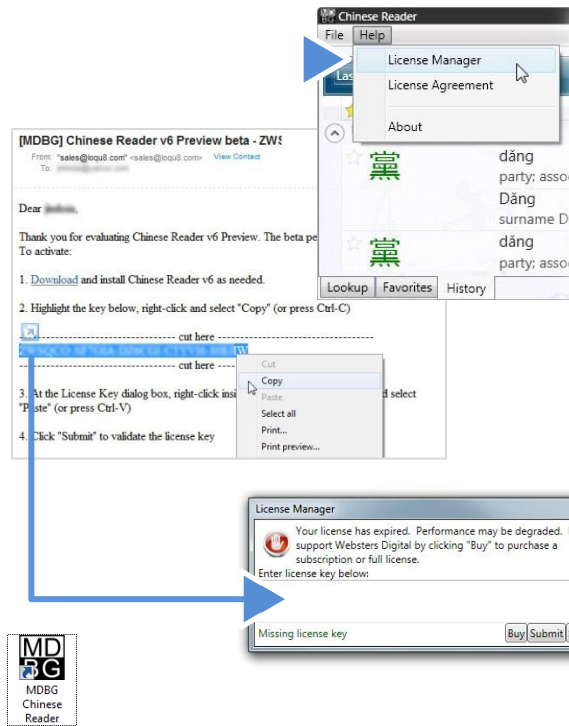 Chinese Reader
File Help
License Manager
License Agreement
About
Las
黨
dǎng
party; asso
Dǎng
surname D
黨
dǎng
party; asso
Lookup Favorites History
[MDBG] Chinese Reader v6 Preview beta - ZWS
From: "sales@loqu8.com" <sales@loqu8.com> View Contact
To:
Dear
Thank you for evaluating Chinese Reader v6 Preview. The beta pe
To activate:
1. Download and install Chinese Reader v6 as needed.
2. Highlight the key below, right-click and select "Copy" (or press Ctrl-C)
---------------------------------- cut here ----------------------------------
---------------------------------- cut here
3. At the License Key dialog box, right-click insi d select
"Paste" (or press Ctrl-V)
4. Click "Submit" to validate the license key
Cut
Copy
Paste
Select all
Print...
Print preview...
License Manager
Your license has expired. Performance may be degraded.
support Websters Digital by clicking "Buy" to purchase a
subscription or full license.
Enter license key below:
Missing license key
Buy Submit
MD
BG
MDBG
Chinese
Reader